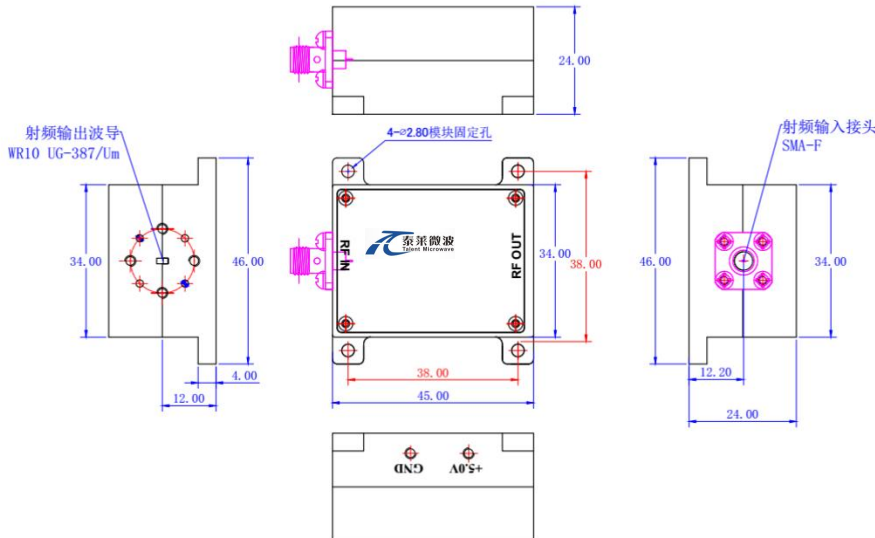 24.00
射频输出波导
WR10 UG-387/Um
4-⌀2.80模块固定孔
射频输入接头
SMA-F
34.00
46.00
4.00
12.00
RF IN
泰莱微波
Talent Microwave
RF OUT
34.00
38.00
38.00
45.00
46.00
34.00
12.20
24.00
GND
+5.0V